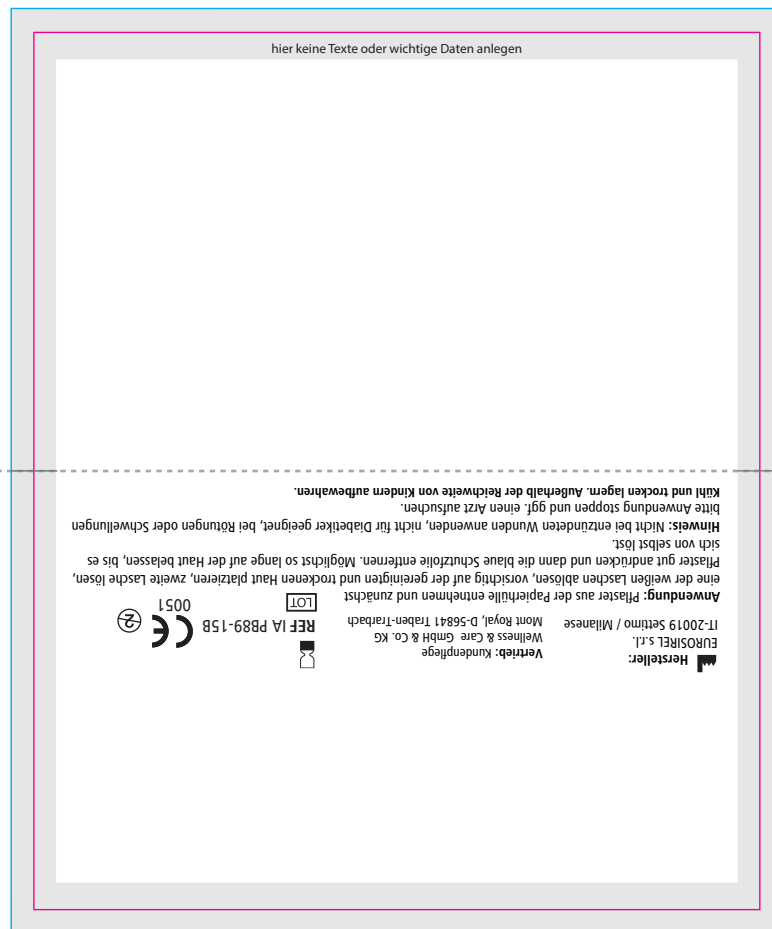 hier keine Texte oder wichtige Daten anlegen
Hersteller:
EUROSIREL s.r.l.
IT-20019 Settimo / Milanese
Vertrieb: Kundenpflege
Wellness & Care GmbH & Co. KG
Mont Royal, D-56841 Traben-Trarbach
REF IA PB89-15B
LOT
0051
2
Anwendung: Pflaster aus der Papierhülle entnehmen und zunächst
eine der weißen Laschen ablösen, vorsichtig auf der gereinigten und trockenen Haut platzieren, zweite Lasche lösen,
Pflaster gut andrücken und dann die blaue Schutzfolie entfernen. Möglichst so lange auf der Haut belassen, bis es
sich von selbst löst.
Hinweis: Nicht bei entzündeten Wunden anwenden, nicht für Diabetiker geeignet, bei Rötungen oder Schwellungen
bitte Anwendung stoppen und ggf. einen Arzt aufsuchen.
Kühl und trocken lagern. Außerhalb der Reichweite von Kindern aufbewahren.